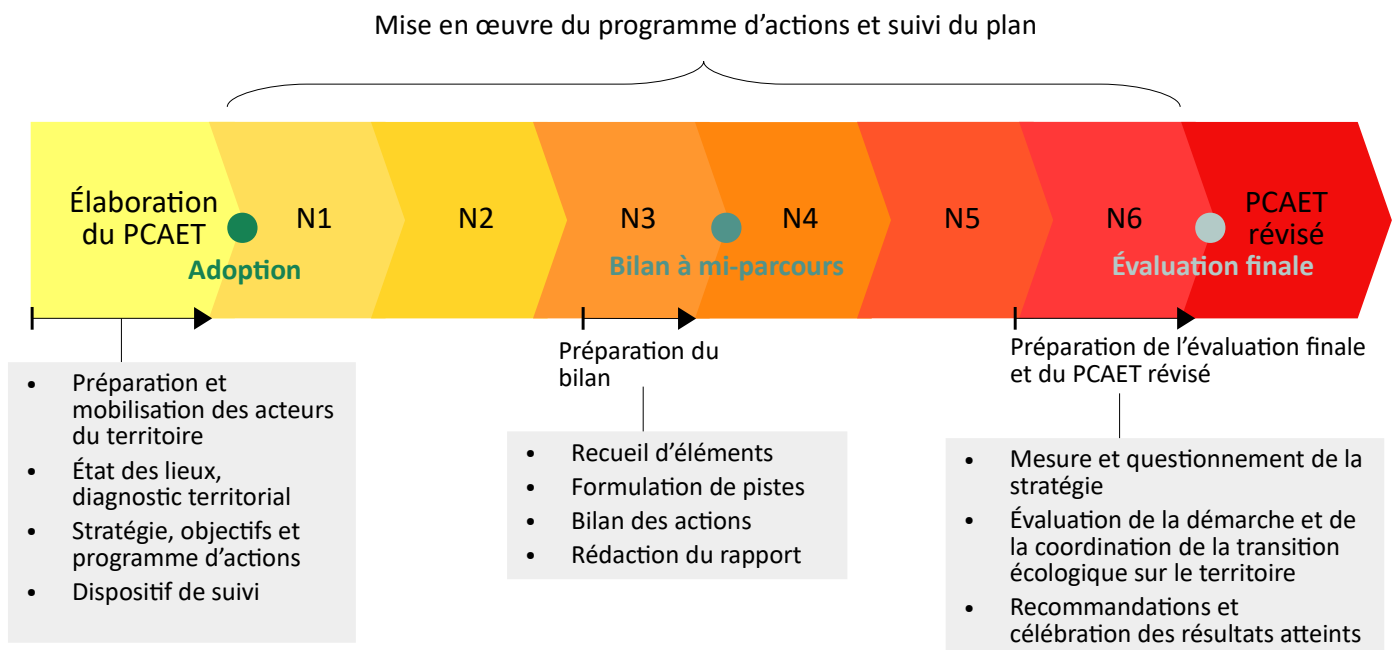 Mise en œuvre du programme d'actions et suivi du plan
Élaboration
du PCAET
N1
N2
N3
N4
N5
N6
PCAET
révisé
Adoption
Bilan à mi-parcours
Évaluation finale
• Préparation et
mobilisation des acteurs
du territoire
• État des lieux,
diagnostic territorial
• Stratégie, objectifs et
programme d'actions
• Dispositif de suivi
Préparation du
bilan
• Recueil d'éléments
• Formulation de pistes
• Bilan des actions
• Rédaction du rapport
Préparation de l'évaluation finale
et du PCAET révisé
• Mesure et questionnement de la
stratégie
• Évaluation de la démarche et de
la coordination de la transition
écologique sur le territoire
• Recommandations et
célébration des résultats atteints